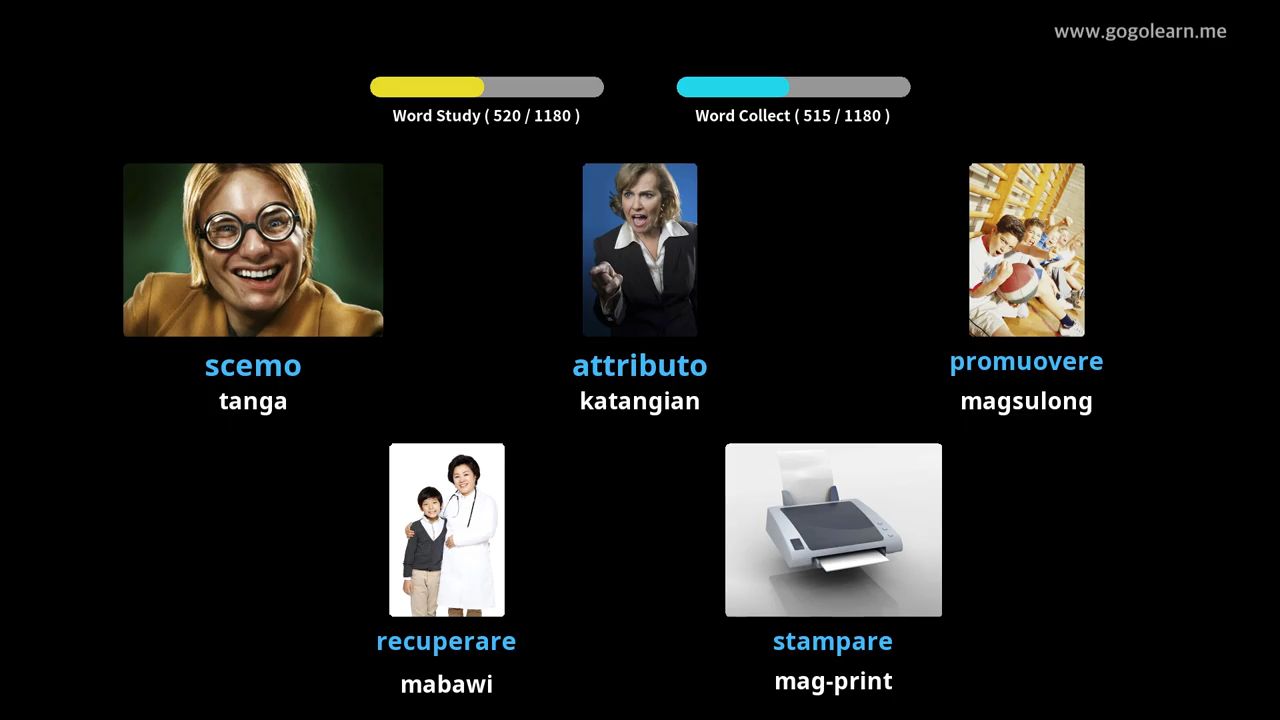 www.gogolearn.me
Word Study ( 520 / 1180 )
Word Collect ( 515 / 1180 )
scemo
tanga
attributo
katangian
promuovere
magsulong
recuperare
mabawi
stampare
mag-print